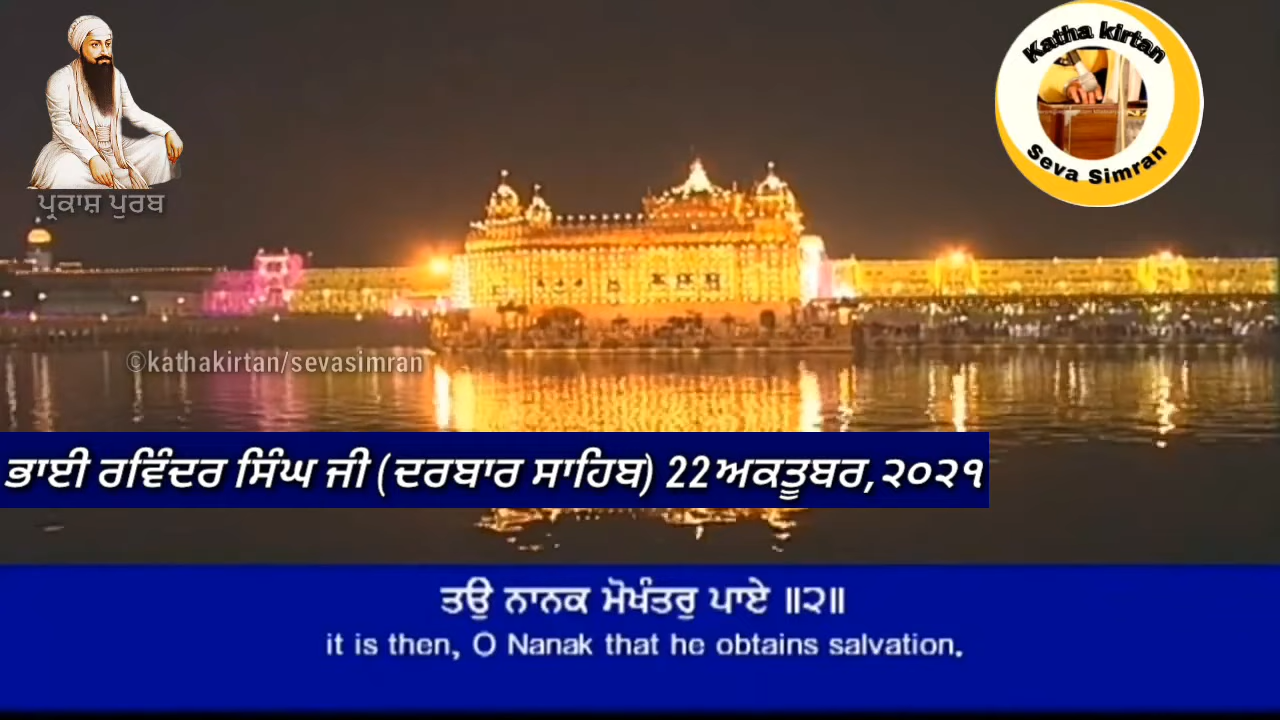 Katha kirtan
Seva Simran
ਪ੍ਰਕਾਸ਼ ਪੁਰਬ
©kathakirtan/sevasimran
ਭਾਈ ਰਵਿੰਦਰ ਸਿੰਘ ਜੀ (ਦਰਬਾਰ ਸਾਹਿਬ) 22ਅਕਤੂਬਰ,੨੦੨੧
ਤਉ ਨਾਨਕ ਮੋਖੰਤਰੁ ਪਾਏ ॥੨॥
it is then, O Nanak that he obtains salvation.